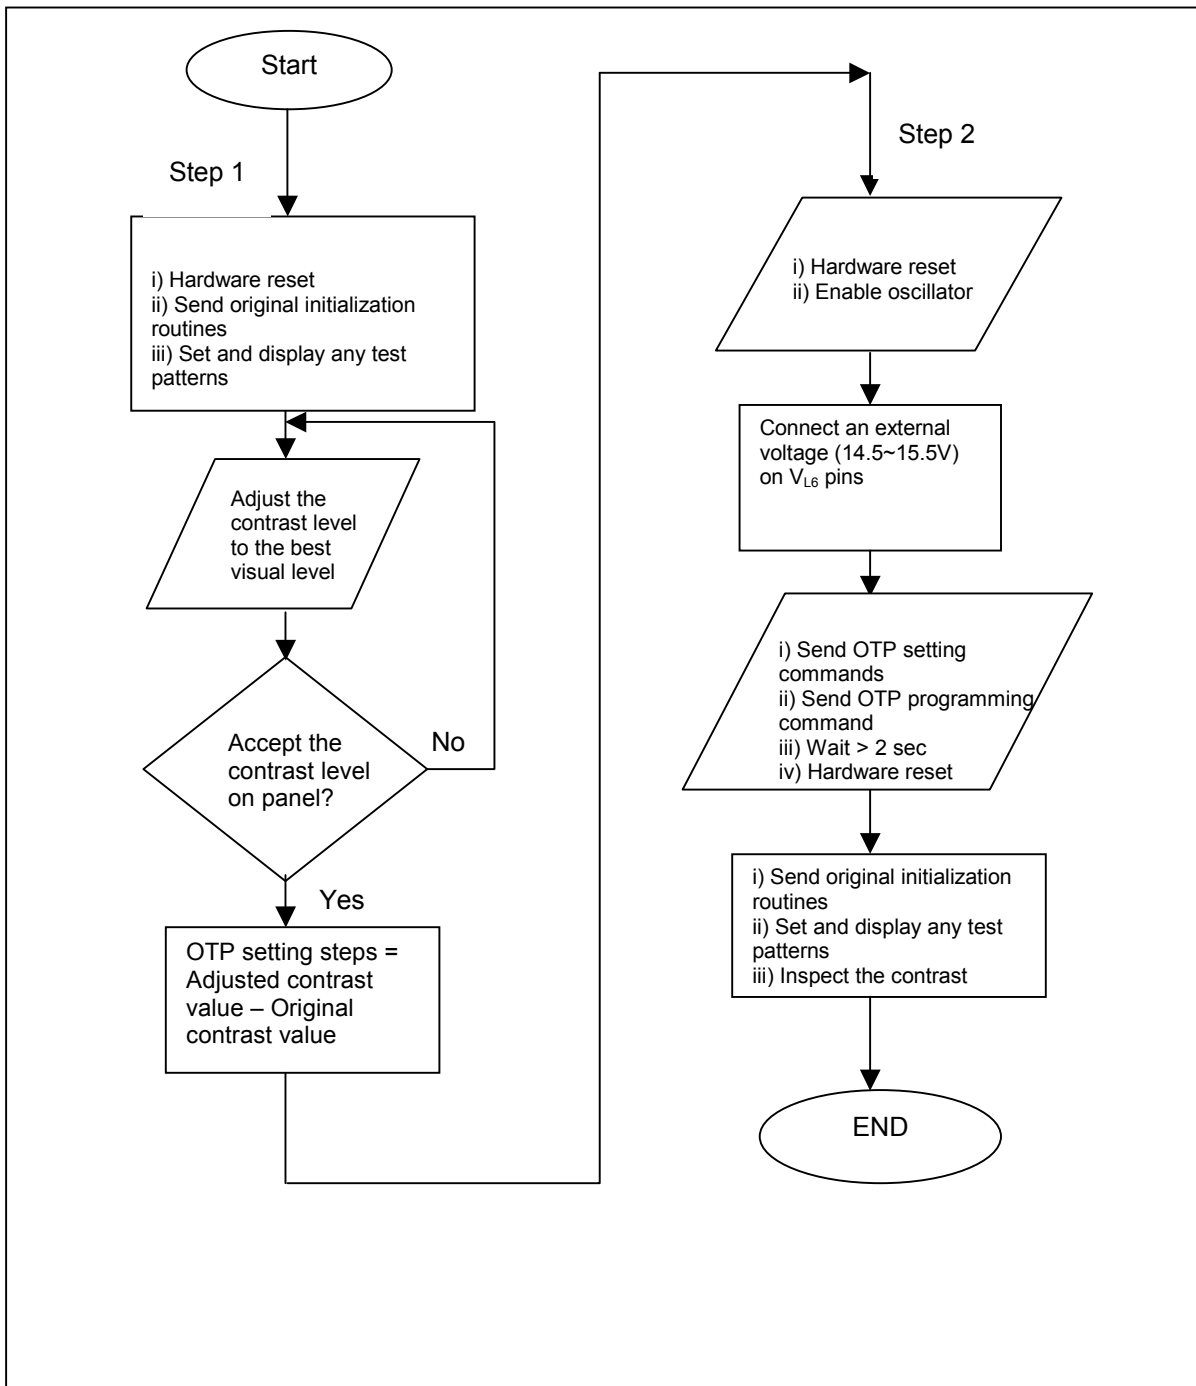 Start
Step 1
i) Hardware reset
ii) Send original initialization
routines
iii) Set and display any test
patterns
Adjust the
contrast level
to the best
visual level
Accept the
contrast level
on panel?
No
Yes
OTP setting steps =
Adjusted contrast
value – Original
contrast value
Step 2
i) Hardware reset
ii) Enable oscillator
Connect an external
voltage (14.5~15.5V)
on VL6 pins
i) Send OTP setting
commands
ii) Send OTP programming
command
iii) Wait > 2 sec
iv) Hardware reset
i) Send original initialization
routines
ii) Set and display any test
patterns
iii) Inspect the contrast
END